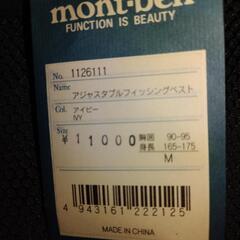 mont-bell
FUNCTION IS BEAUTY
No. 1126111
Name アジャスタブルフィッシングベスト
Col. アイビー
IVY
Size ¥11000 胸囲 90-95
身長 165-175
M
4 943161 222125
MADE IN CHINA